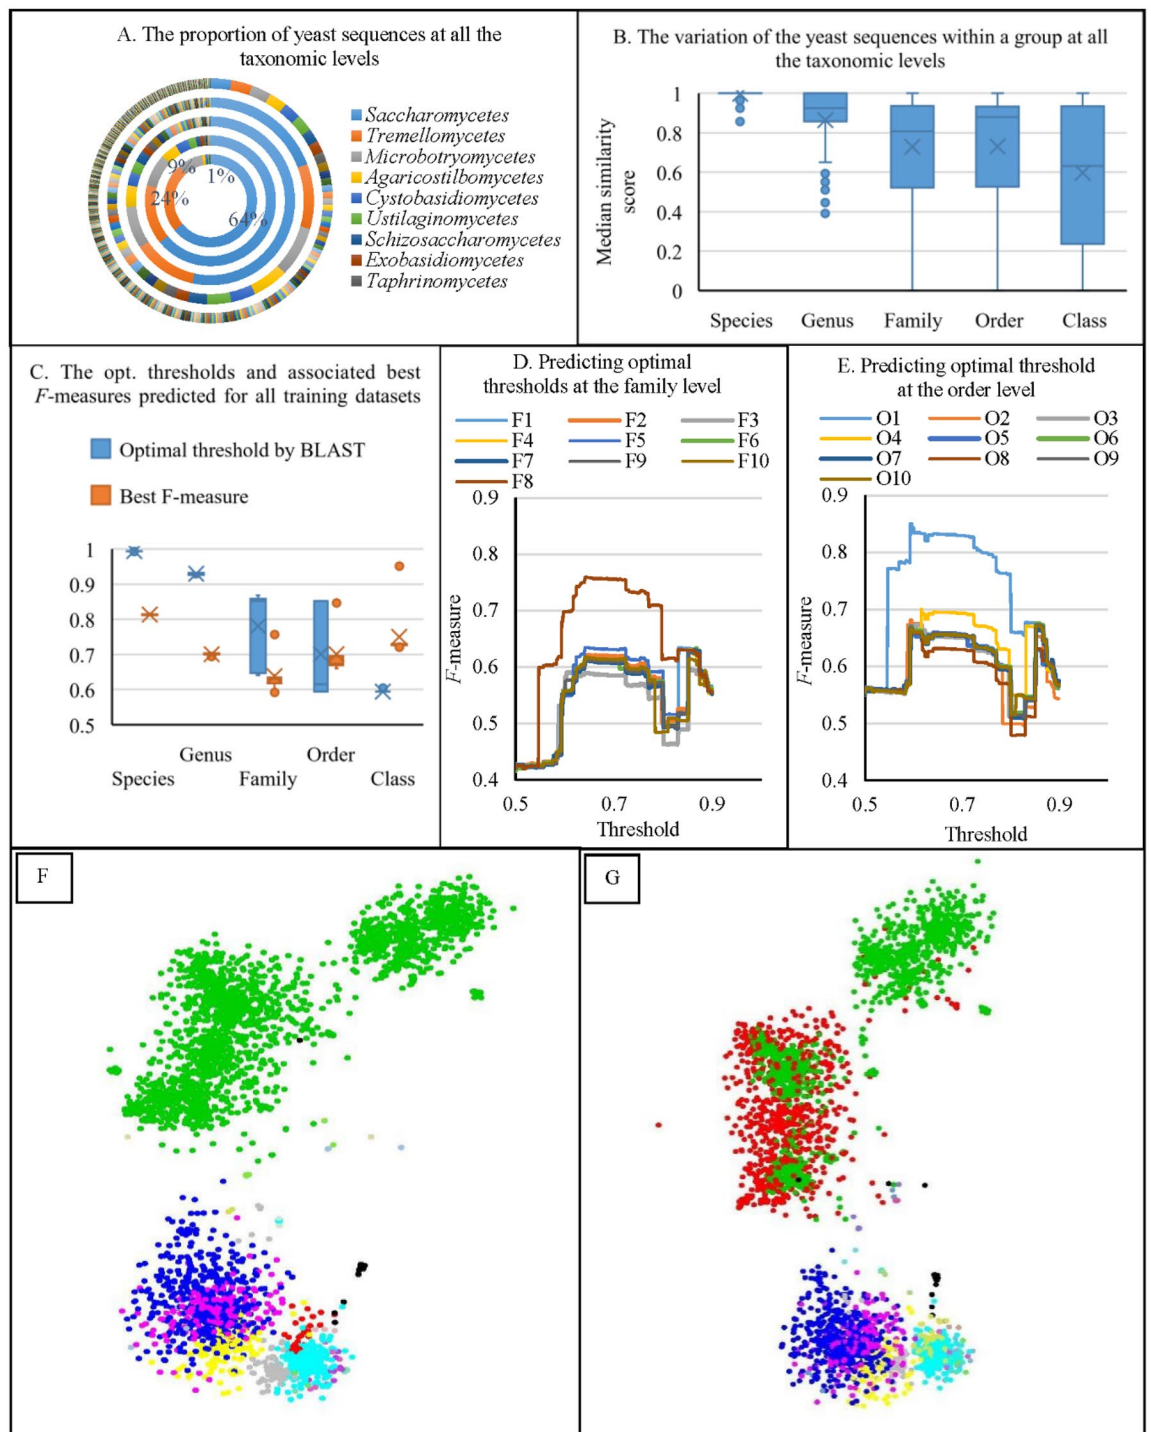 A. The proportion of yeast sequences at all the
taxonomic levels
9%
1%
24%
64%
Saccharomycetes
Tremellomycetes
Microbotryomycetes
Agaricostilbomycetes
Cystobasidiomycetes
Ustilaginomycetes
Schizosaccharomycetes
Exobasidiomycetes
Taphrinomycetes
B. The variation of the yeast sequences within a group at all
the taxonomic levels
Median similarity
score
1
0.8
0.6
0.4
0.2
0
Species Genus Family Order Class
C. The opt. thresholds and associated best
F-measures predicted for all training datasets
Optimal threshold by BLAST
Best F-measure
1
0.9
0.8
0.7
0.6
0.5
Genus Order
Species Family Class
D. Predicting optimal
thresholds at the family level
F1 F2 F3
F4 F5 F6
F7 F9 F10
F8
F-measure
0.9
0.8
0.7
0.6
0.5
0.4
0.5 0.7 0.9
Threshold
E. Predicting optimal threshold
at the order level
O1 O2 O3
O4 O5 O6
O7 O8 O9
O10
F-measure
0.9
0.8
0.7
0.6
0.5
0.4
0.5 0.7 0.9
Threshold
F
G